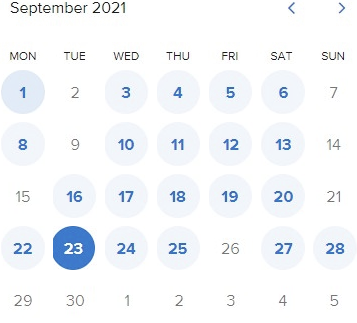 September 2021
MON TUE WED THU FRI SAT SUN
1 2 3 4 5 6 7
8 9 10 11 12 13 14
15 16 17 18 19 20 21
22 23 24 25 26 27 28
29 30 1 2 3 4 5